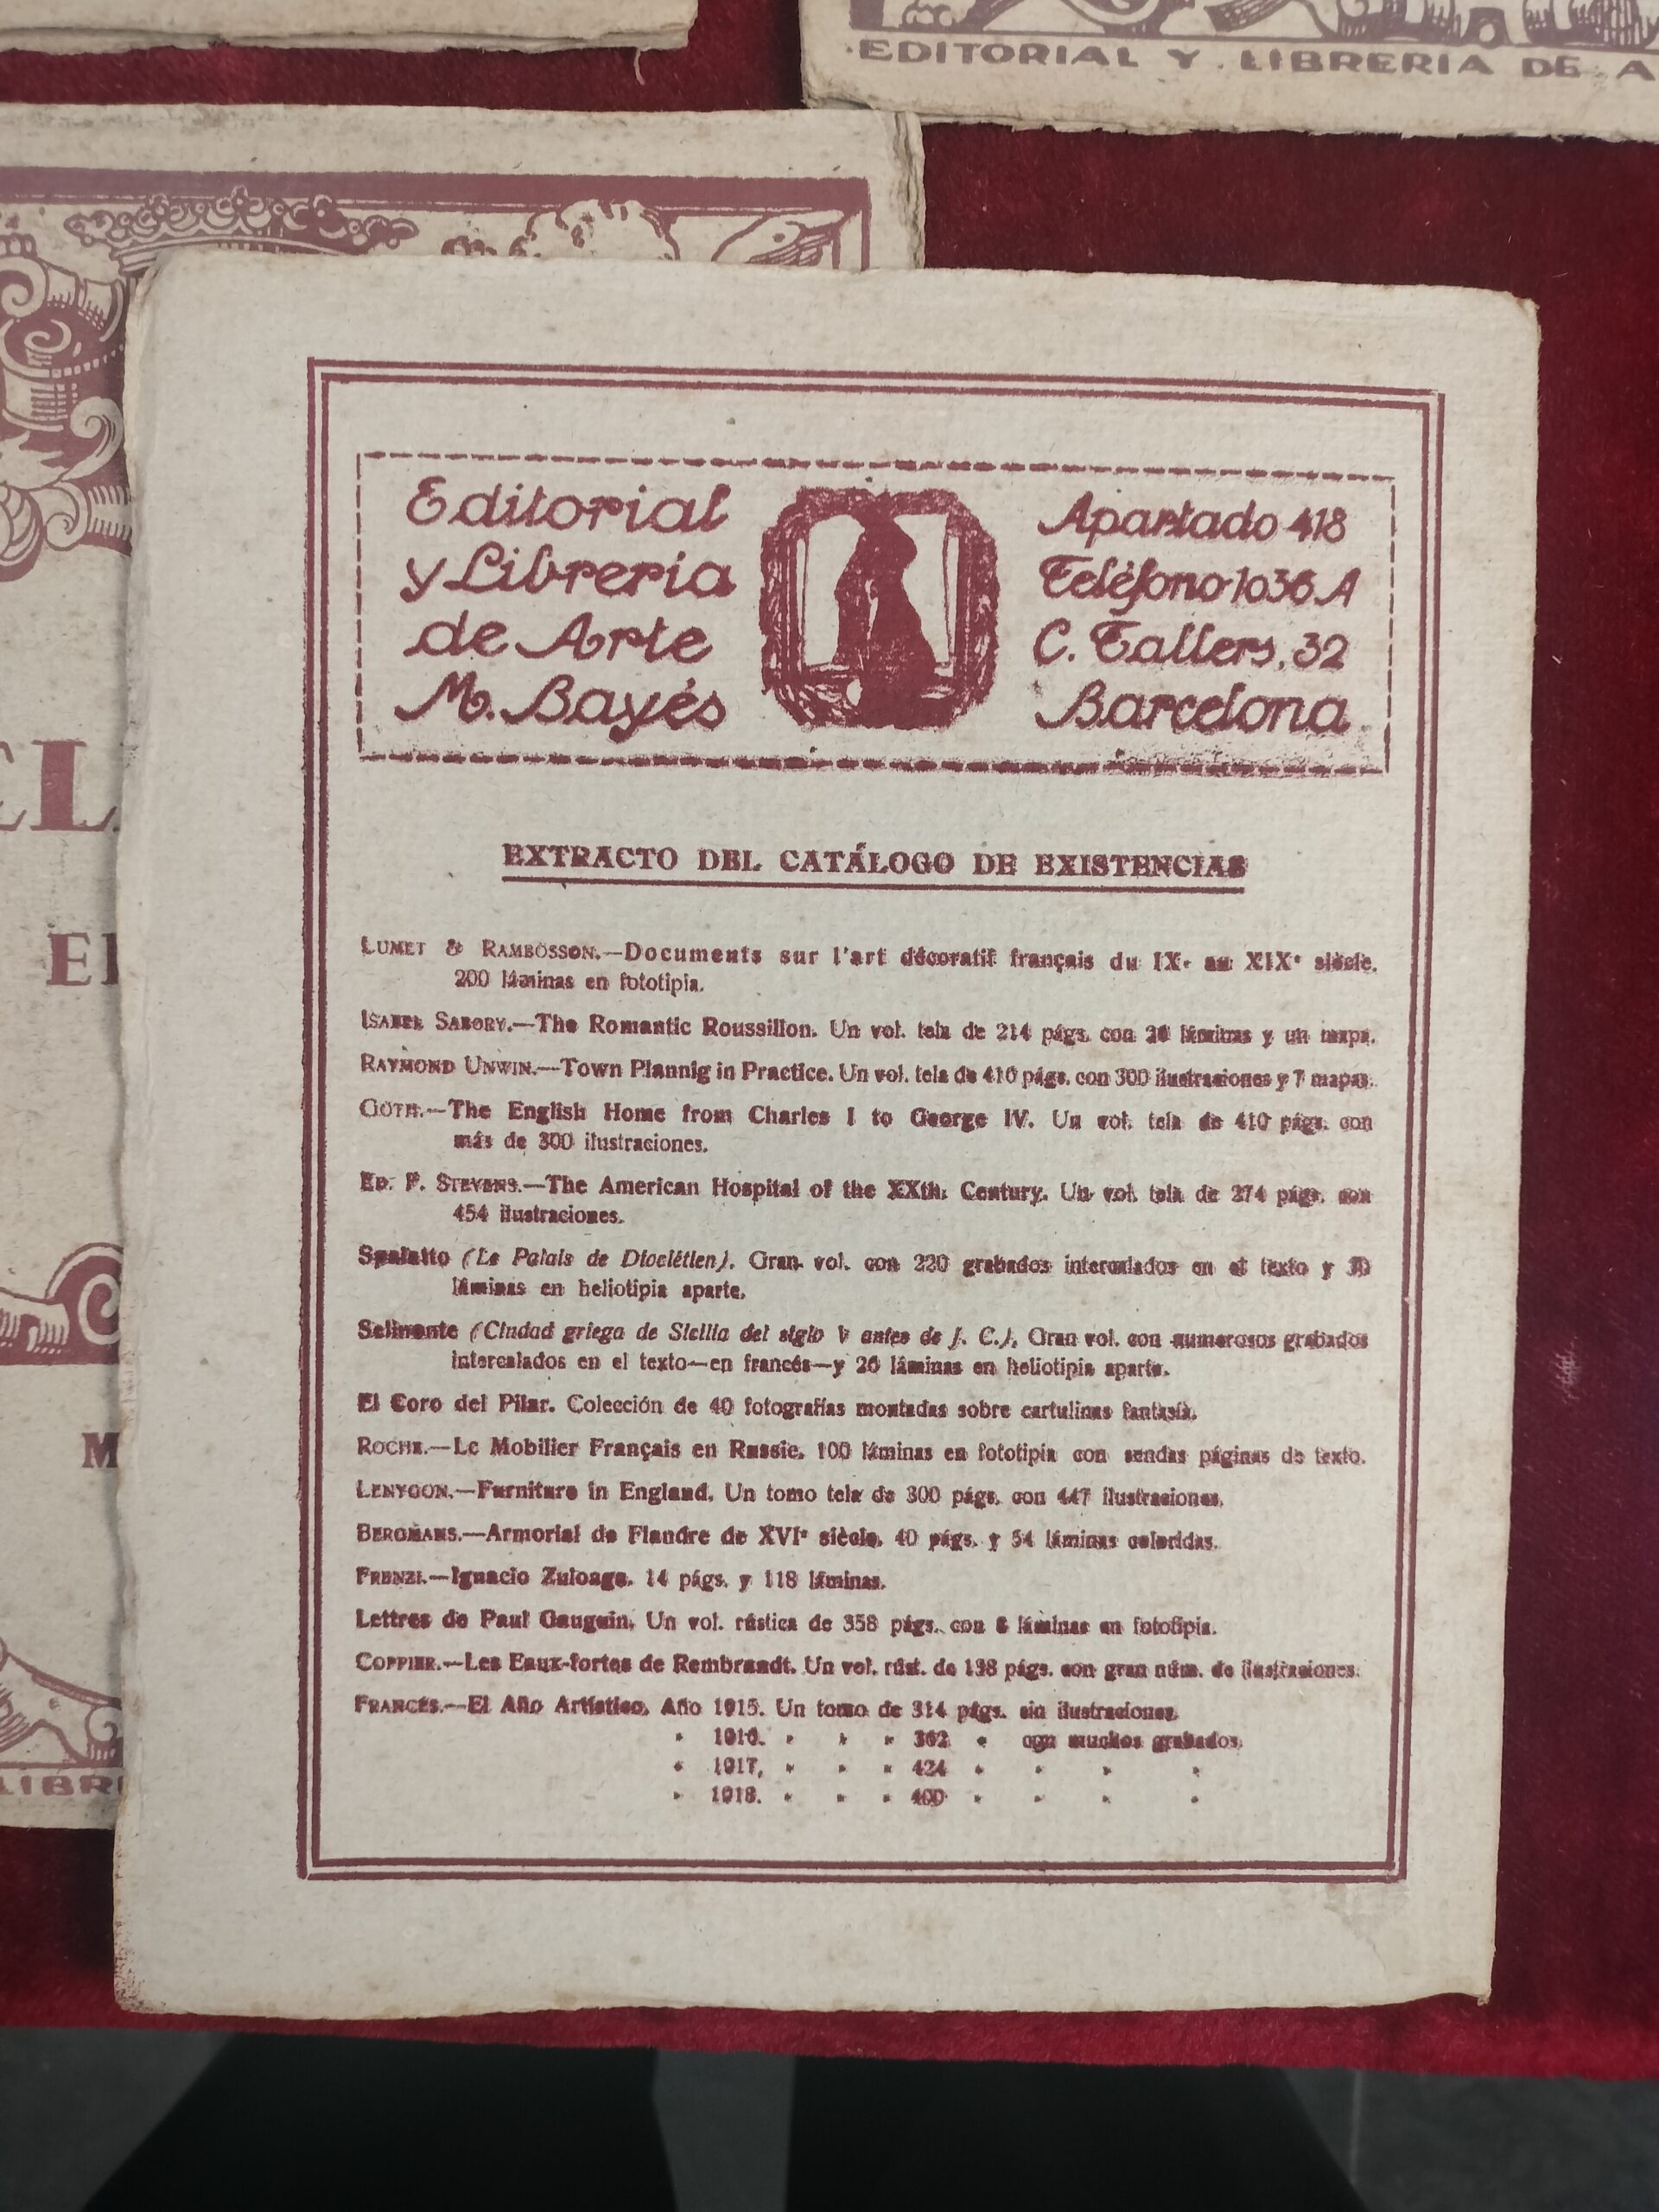 EDITORIAL Y LIBRERIA DE A
EL
E
M
LIBR
Editorial
y Librería
de Arte
M. Bayés
Apartado 418
Teléfono 1036 A
C. Tallers, 32
Barcelona
EXTRACTO DEL CATÁLOGO DE EXISTENCIAS
LUMET & RAMBOSSON.—Documents sur l'art décoratif français du IXe au XIXe siècle.
200 láminas en fototipia.
ISABEL SABORY.—The Romantic Roussillon. Un vol. tela de 214 págs. con láminas y un mapa.
RAYMOND UNWIN.—Town Plannig in Practice. Un vol. tela de 410 págs. con 300 ilustraciones y 7 mapas.
GOTH.—The English Home from Charles I to George IV. Un vol. tela de 410 págs. con
más de 300 ilustraciones.
ED. F. STEVENS.—The American Hospital of the XXth. Century. Un vol. tela de 274 págs. con
454 ilustraciones.
Spalatto (Le Palais de Dioclétien). Gran vol. con 220 grabados intercalados en el texto y
láminas en heliotipia aparte.
Selinonte (Ciudad griega de Sicilia del siglo V antes de J. C.). Gran vol. con numerosos grabados
intercalados en el texto—en francés—y 20 láminas en heliotipia aparte.
El Coro del Pilar. Colección de 40 fotografías montadas sobre cartulinas fantasía.
ROCHE.—Le Mobilier Français en Russie. 100 láminas en fototipia con sendas páginas de texto.
LENYGON.—Furniture in England. Un tomo tela de 300 págs. con 447 ilustraciones.
BERGMANS.—Armorial de Flandre de XVIe siècle. 40 págs. y 54 láminas coloridas.
FRENZI.—Ignacio Zuloaga. 14 págs. y 118 láminas.
Lettres de Paul Gauguin. Un vol. rústica de 358 págs. con láminas en fototipia.
COPPIER.—Les Eaux-fortes de Rembrandt. Un vol. rúst. de 138 págs. con gran núm. de ilustraciones.
FRANCÉS.—El Año Artístico. Año 1915. Un tomo de 314 págs. sin ilustraciones.
» 1916. » » » 362 » con muchos grabados.
» 1917. » » » 424 » » » »
» 1918. » » » 400 » » » »